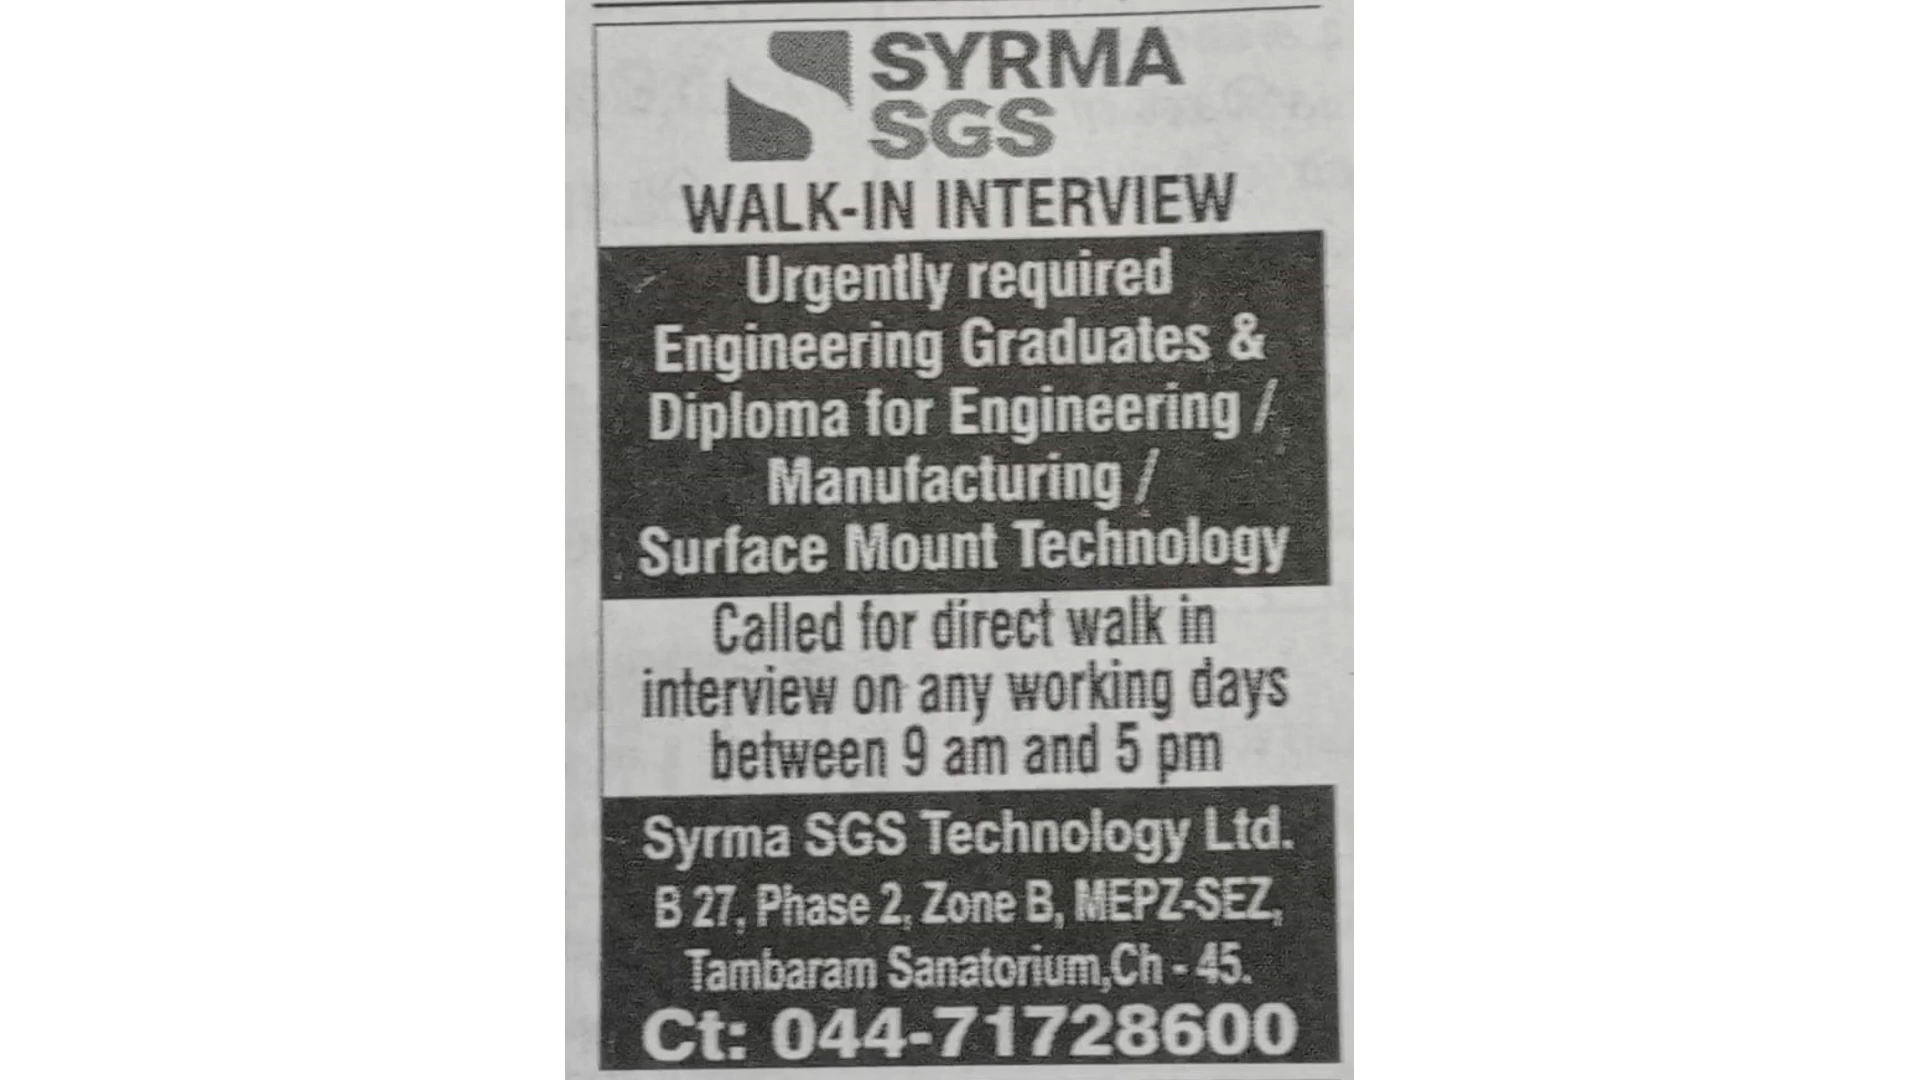 SYRMA
SGS
WALK-IN INTERVIEW
Urgently required
Engineering Graduates &
Diploma for Engineering /
Manufacturing /
Surface Mount Technology
Called for direct walk in
interview on any working days
between 9 am and 5 pm
Syrma SGS Technology Ltd.
B 27, Phase 2, Zone B, MEPZ-SEZ,
Tambaram Sanatorium,Ch - 45.
Ct: 044-71728600